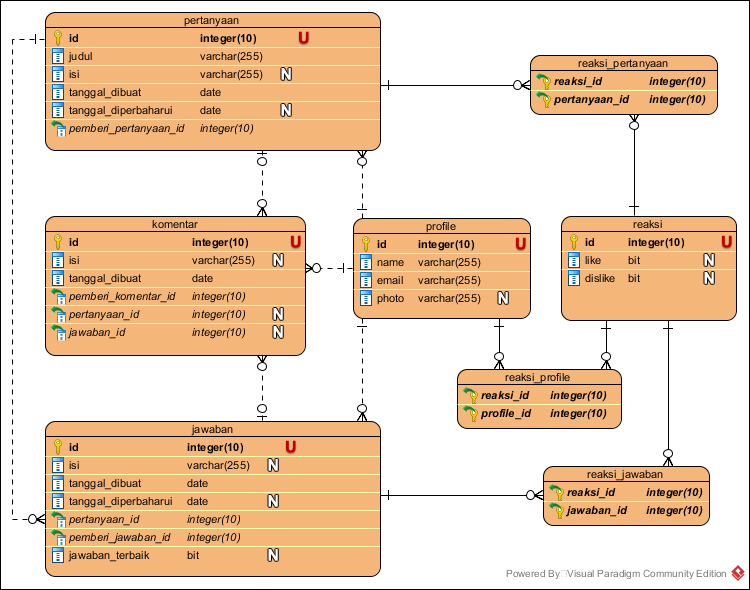 pertanyaan
id integer(10) U
judul varchar(255)
isi varchar(255) N
tanggal_dibuat date
tanggal_diperbaharui date N
pemberi_pertanyaan_id integer(10)
reaksi_pertanyaan
reaksi_id integer(10)
pertanyaan_id integer(10)
komentar
id integer(10) U
isi varchar(255) N
tanggal_dibuat date
pemberi_komentar_id integer(10)
pertanyaan_id integer(10) N
jawaban_id integer(10) N
profile
id integer(10) U
name varchar(255)
email varchar(255)
photo varchar(255) N
reaksi
id integer(10) U
like bit N
dislike bit N
reaksi_profile
reaksi_id integer(10)
profile_id integer(10)
jawaban
id integer(10) U
isi varchar(255) N
tanggal_dibuat date
tanggal_diperbaharui date N
pertanyaan_id integer(10)
pemberi_jawaban_id integer(10)
jawaban_terbaik bit N
reaksi_jawaban
reaksi_id integer(10)
jawaban_id integer(10)
Powered By Visual Paradigm Community Edition